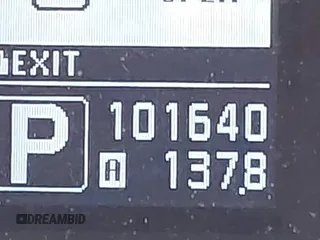 EXIT
P
101640
A 137.8
DREAMBID